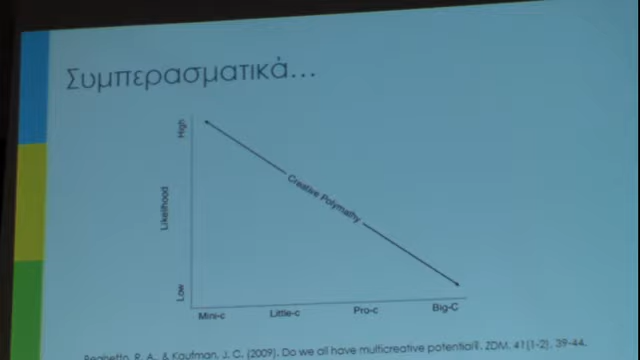 Συμπερασματικά...
High
Likelihood
Low
Creative Polymathy
Mini-c Little-c Pro-c Big-C
Beghetto, R. A., & Kaufman, J. C. (2009). Do we all have multicreative potential?. ZDM, 41(1-2), 39-44.